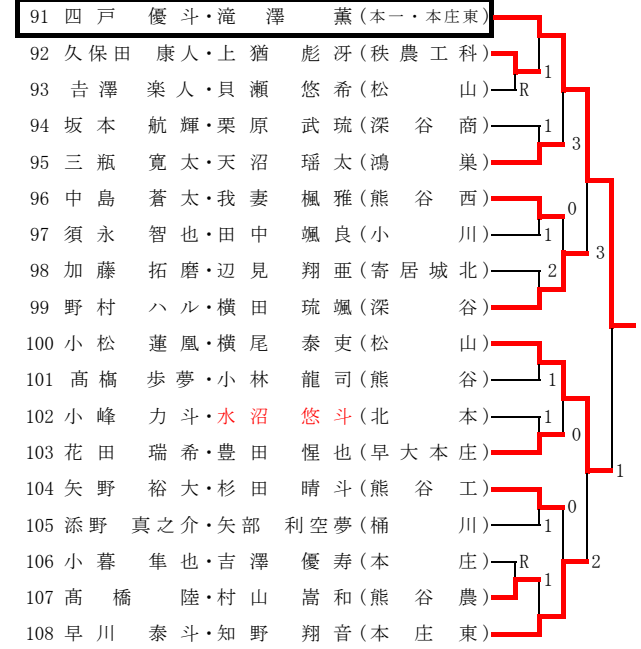 91 四戸 優斗・滝澤 薫(本一・本庄東)
92 久保田 康人・上猶 彪冴(秩農工科) 1
93 𠮷澤 楽人・貝瀬 悠希(松山) R
94 坂本 航輝・栗原 武琉(深谷商) 1 3
95 三瓶 寛太・天沼 瑶太(鴻巣)
96 中島 蒼太・我妻 楓雅(熊谷西) 0
97 須永 智也・田中 颯良(小川) 1 3
98 加藤 拓磨・辺見 翔亜(寄居城北) 2
99 野村 ハル・横田 琉颯(深谷)
100 小松 蓮凰・横尾 泰吏(松山)
101 髙橋 歩夢・小林 龍司(熊谷) 1
102 小峰 力斗・水沼 悠斗(北本) 1 0
103 花田 瑞希・豊田 惺也(早大本庄) 1
104 矢野 裕大・杉田 晴斗(熊谷工) 0
105 添野 真之介・矢部 利空夢(桶川) 1
106 小暮 隼也・吉澤 優寿(本庄) R 2
107 髙橋 陸・村山 嵩和(熊谷農) 1
108 早川 泰斗・知野 翔音(本庄東)